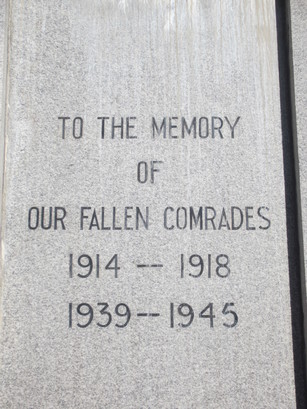 TO THE MEMORY
OF
OUR FALLEN COMRADES
1914 -- 1918
1939--1945